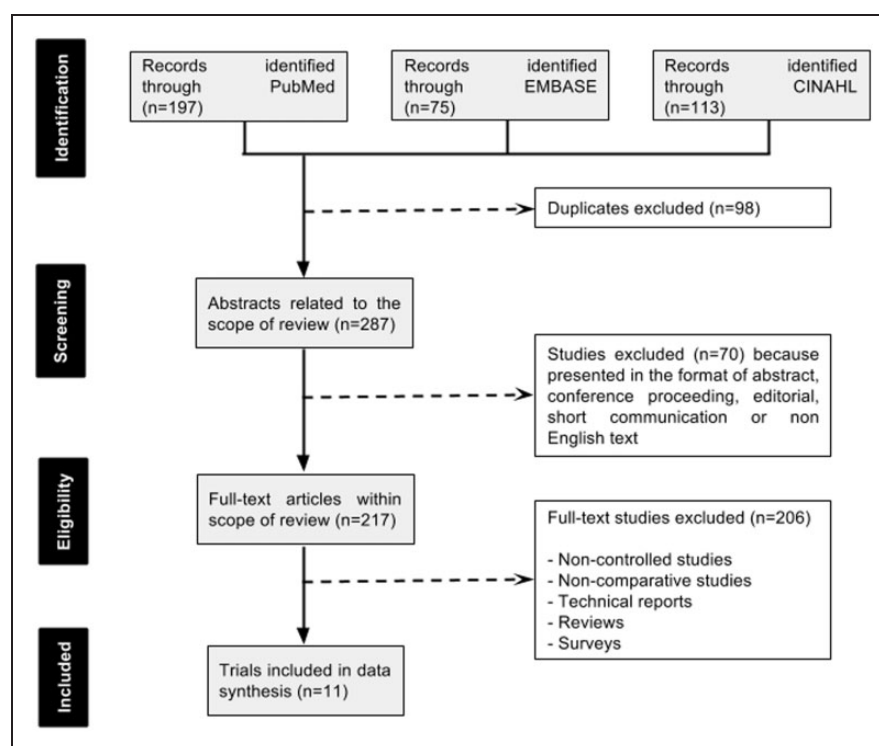 Identification
Records identified
through PubMed
(n=197)
Records identified
through EMBASE
(n=75)
Records identified
through CINAHL
(n=113)
Duplicates excluded (n=98)
Screening
Abstracts related to the
scope of review (n=287)
Studies excluded (n=70) because
presented in the format of abstract,
conference proceeding, editorial,
short communication or non
English text
Eligibility
Full-text articles within
scope of review (n=217)
Full-text studies excluded (n=206)
- Non-controlled studies
- Non-comparative studies
- Technical reports
- Reviews
- Surveys
Included
Trials included in data
synthesis (n=11)